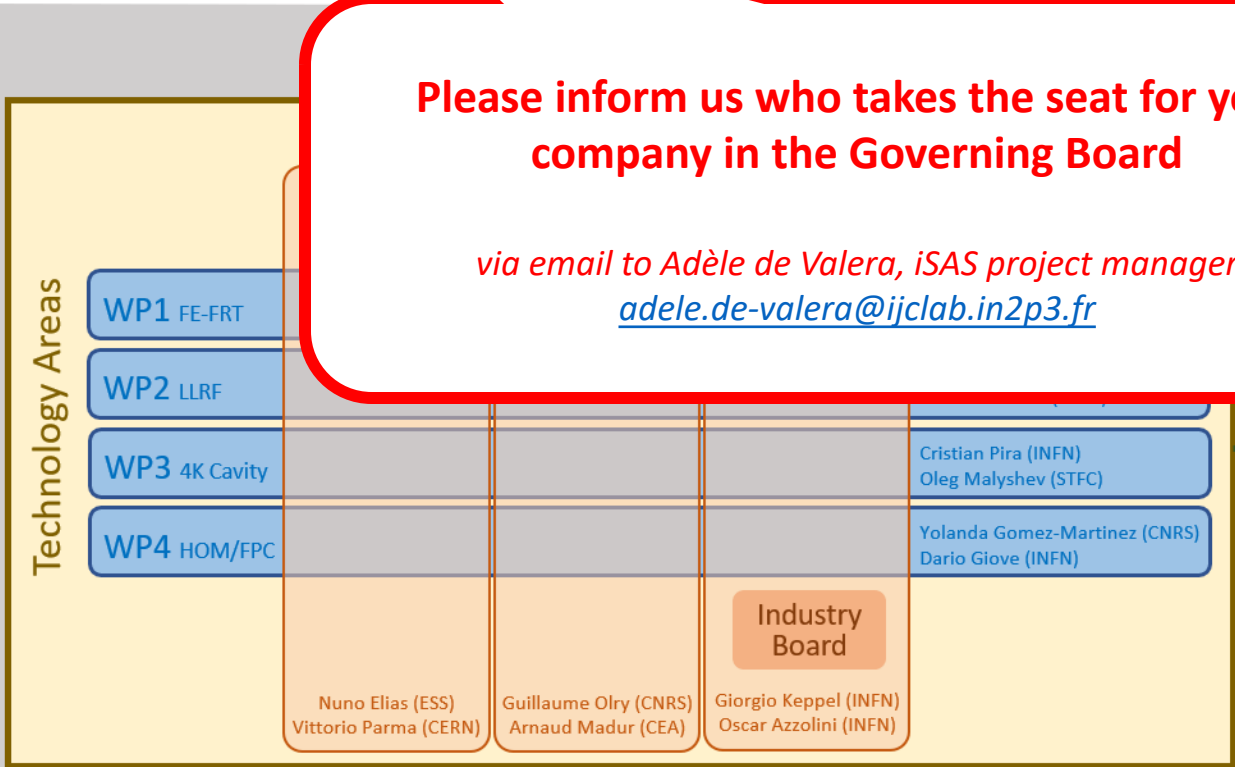 Please inform us who takes the seat for
company in the Governing Board
via email to Adèle de Valera, iSAS project manager
adele.de-valera@ijclab.in2p3.fr
Technology Areas
WP1 FE-FRT
WP2 LLRF
WP3 4K Cavity
Cristian Pira (INFN)
Oleg Malyshev (STFC)
WP4 HOM/FPC
Yolanda Gomez-Martinez (CNRS)
Dario Giove (INFN)
Industry
Board
Nuno Elias (ESS)
Vittorio Parma (CERN)
Guillaume Olry (CNRS)
Arnaud Madur (CEA)
Giorgio Keppel (INFN)
Oscar Azzolini (INFN)